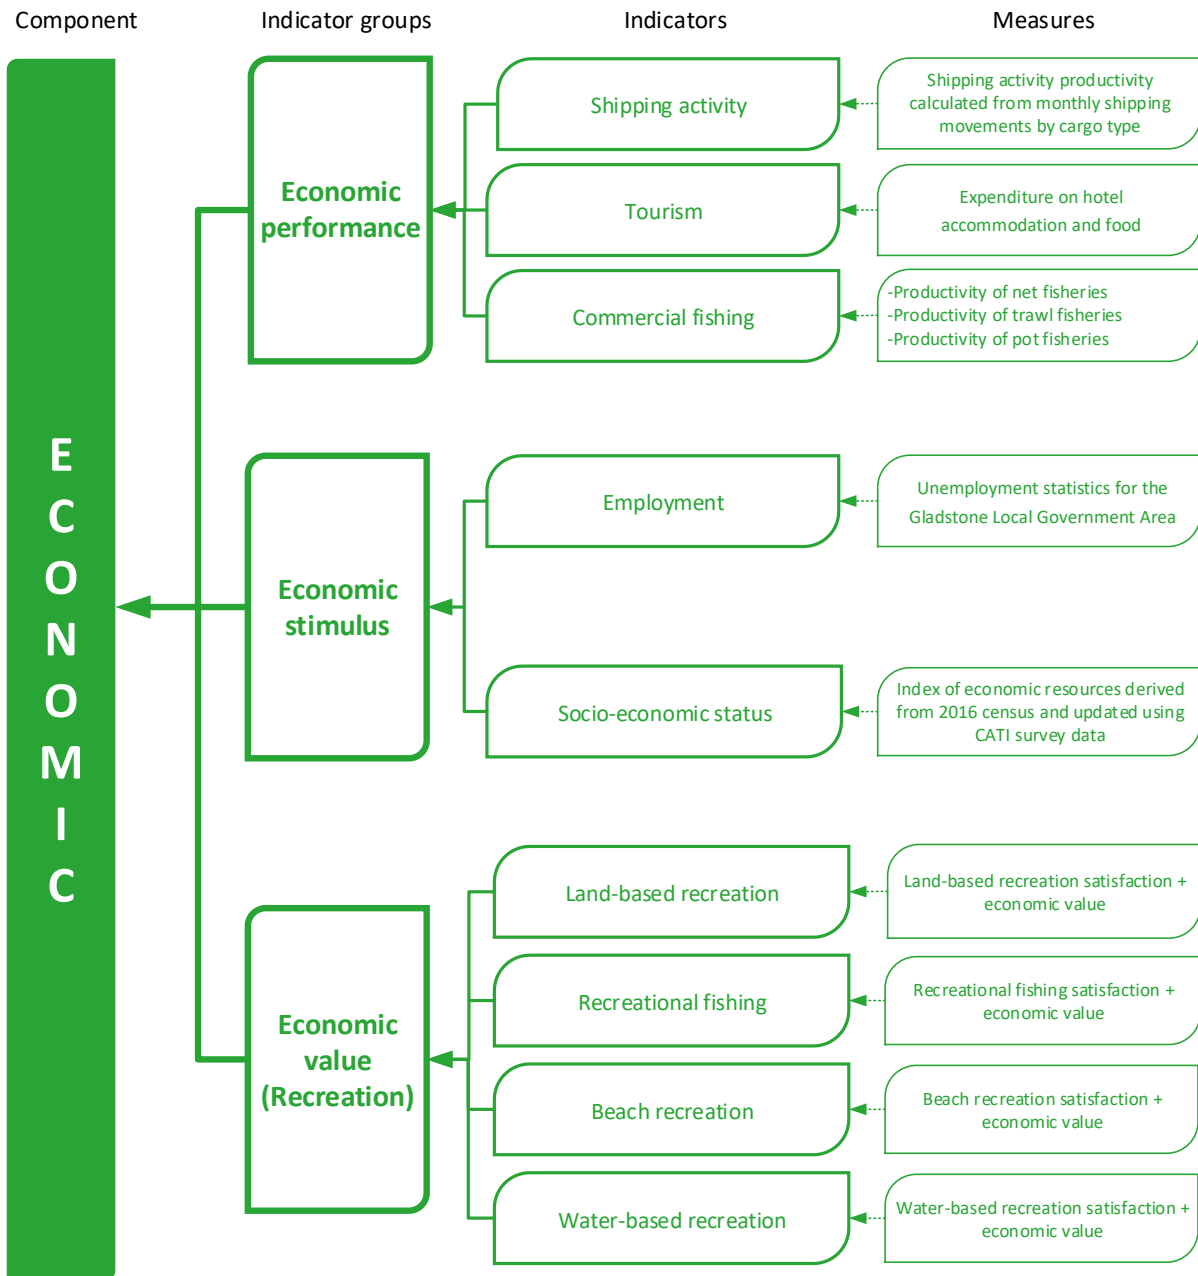 Component
Indicator groups
Indicators
Measures
E
C
O
N
O
M
I
C
Economic
performance
Shipping activity
Shipping activity productivity
calculated from monthly shipping
movements by cargo type
Tourism
Expenditure on hotel
accommodation and food
Commercial fishing
-Productivity of net fisheries
-Productivity of trawl fisheries
-Productivity of pot fisheries
Economic
stimulus
Employment
Unemployment statistics for the
Gladstone Local Government Area
Socio-economic status
Index of economic resources derived
from 2016 census and updated using
CATI survey data
Economic
value
(Recreation)
Land-based recreation
Land-based recreation satisfaction +
economic value
Recreational fishing
Recreational fishing satisfaction +
economic value
Beach recreation
Beach recreation satisfaction +
economic value
Water-based recreation
Water-based recreation satisfaction +
economic value